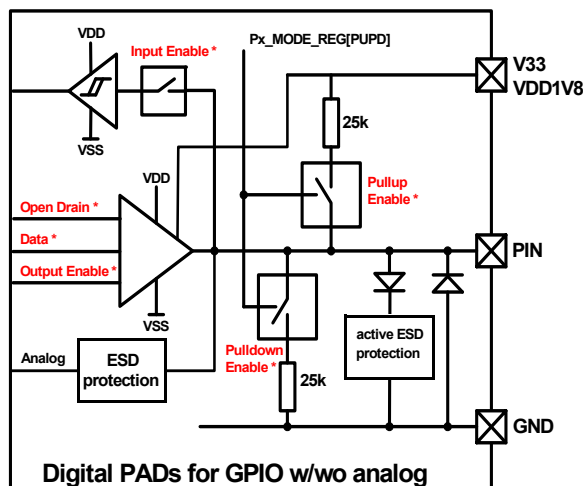 Px_MODE_REG[PUPD]
VDD
Input Enable *
V33
VDD1V8
25k
VSS
Pullup
Enable *
VDD
Open Drain *
Data *
Output Enable *
PIN
VSS
active ESD
protection
Analog
ESD
protection
Pulldown
Enable *
25k
GND
Digital PADs for GPIO w/wo analog